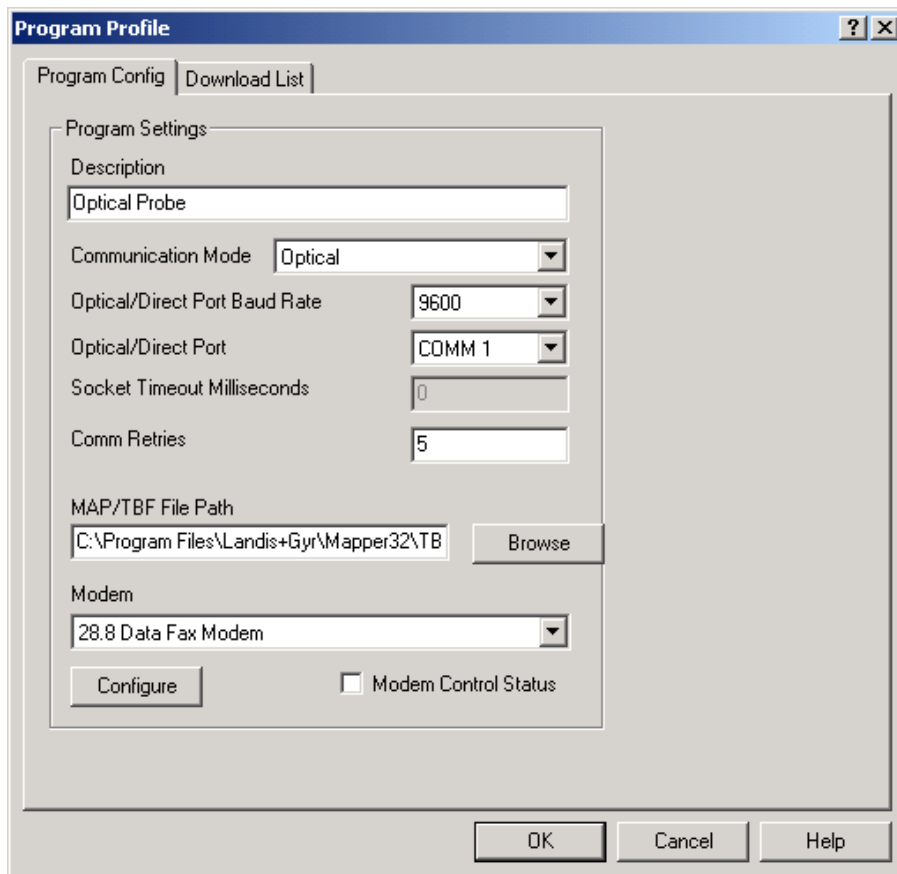 Program Profile
Program Config Download List
Program Settings
Description
Optical Probe
Communication Mode Optical
Optical/Direct Port Baud Rate 9600
Optical/Direct Port COMM 1
Socket Timeout Milliseconds 0
Comm Retries 5
MAP/TBF File Path
C:\Program Files\Landis+Gyr\Mapper32\TB Browse
Modem
28.8 Data Fax Modem
Configure Modem Control Status
OK Cancel Help